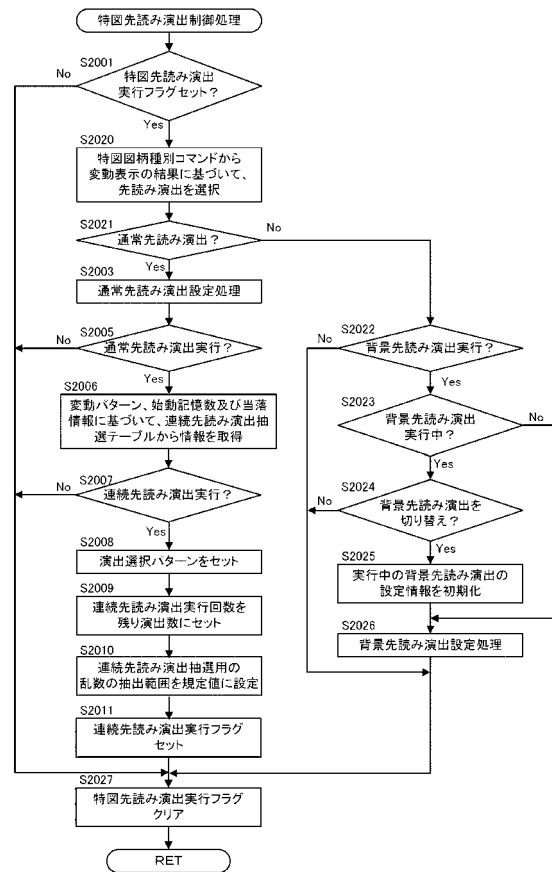 特図先読み演出制御処理
S2001
No
特図先読み演出
実行フラグセット？
Yes
S2020
特図図柄種別コマンドから
変動表示の結果に基づいて、
先読み演出を選択
S2021
No
通常先読み演出？
Yes
S2003
通常先読み演出設定処理
S2005
No
通常先読み演出実行？
Yes
S2006
変動パターン、始動記憶数及び当落
情報に基づいて、連続先読み演出抽
選テーブルから情報を取得
S2007
No
連続先読み演出実行？
Yes
S2008
演出選択パターンをセット
S2009
連続先読み演出実行回数を
残り演出数にセット
S2010
連続先読み演出抽選用の
乱数の抽出範囲を規定値に設定
S2011
連続先読み演出実行フラグ
セット
S2022
No
背景先読み演出実行？
Yes
S2023
No
背景先読み演出
実行中？
Yes
S2024
No
背景先読み演出を
切り替え？
Yes
S2025
実行中の背景先読み演出の
設定情報を初期化
S2026
背景先読み演出設定処理
S2027
特図先読み演出実行フラグ
クリア
RET